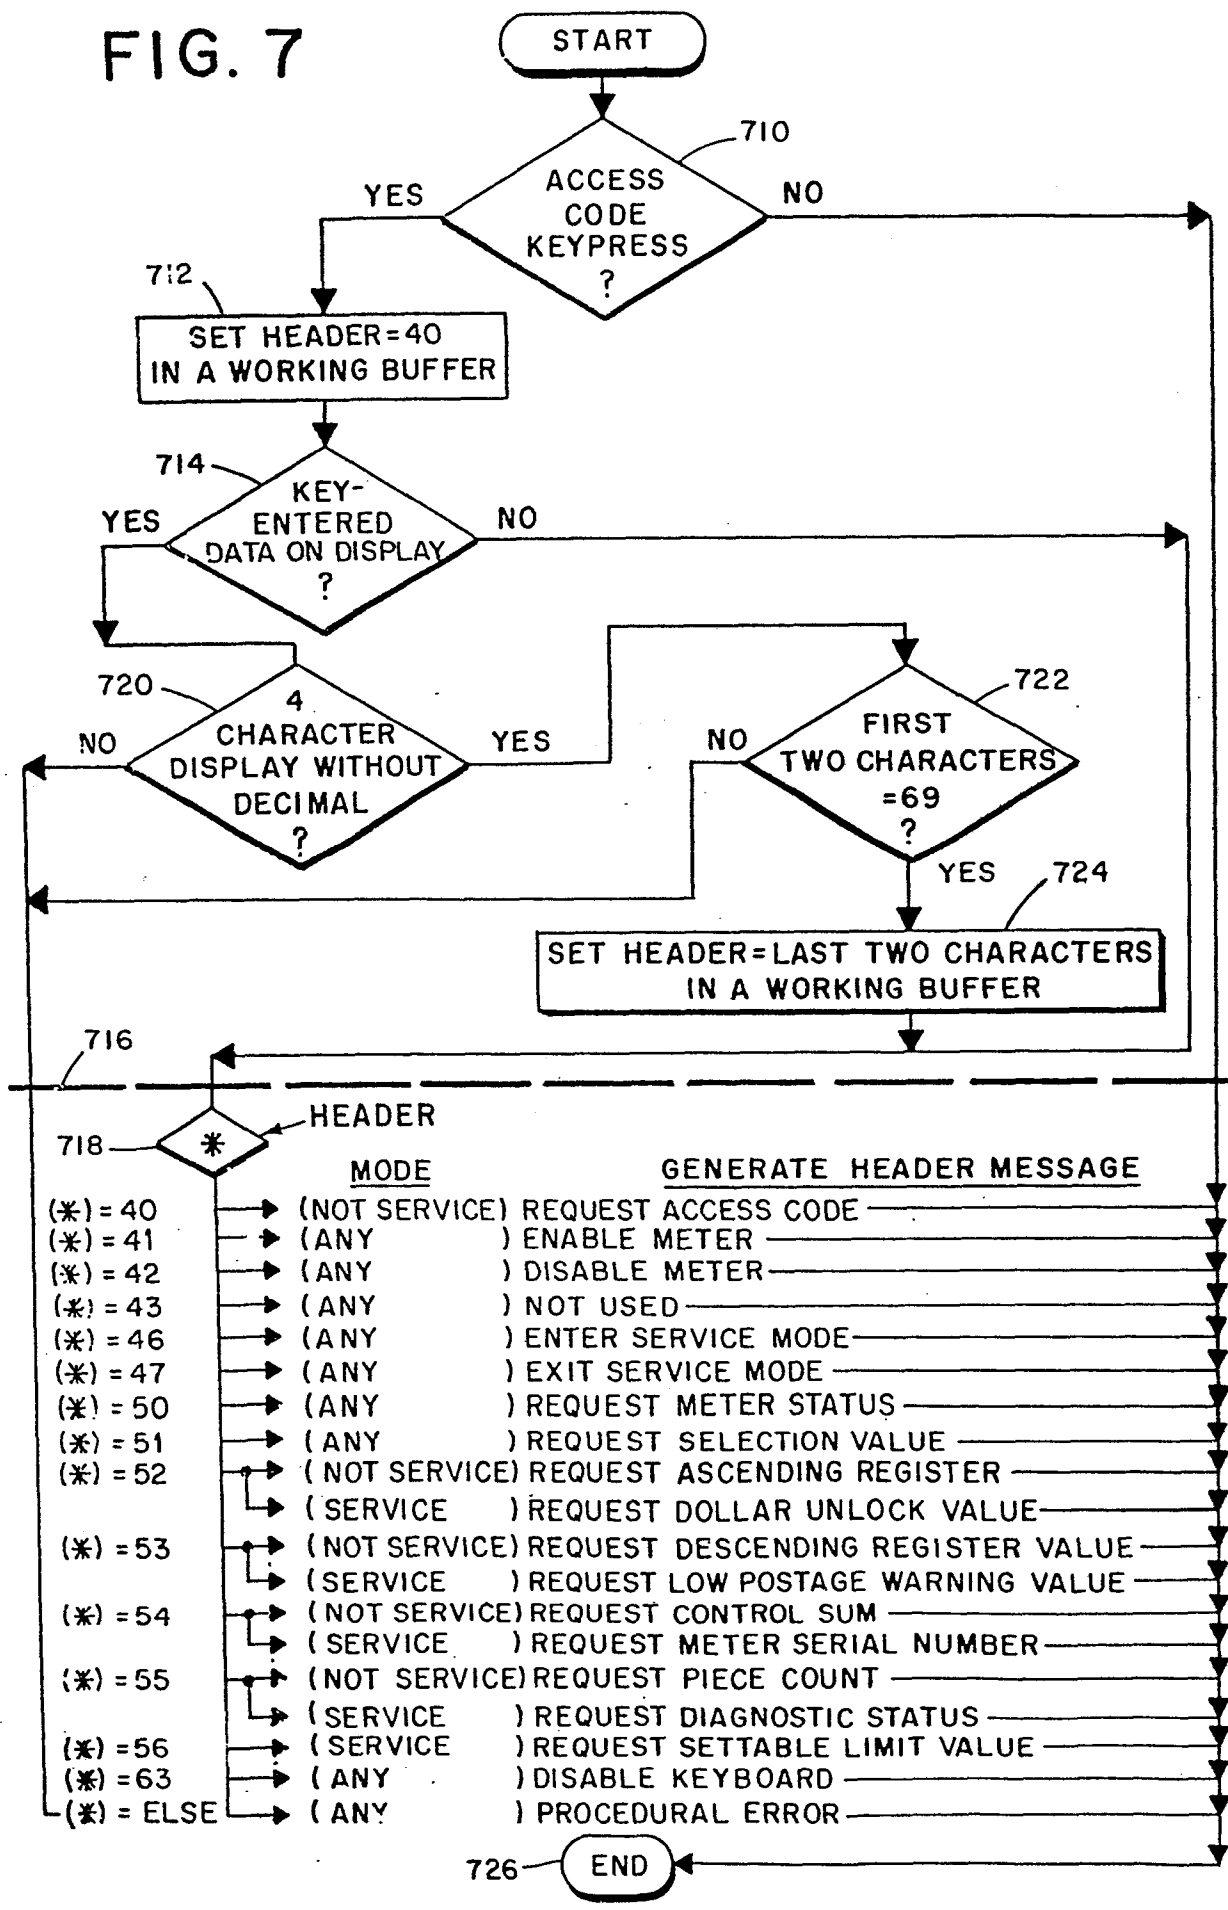 FIG. 7
START
710
ACCESS
CODE
KEYPRESS
?
YES
NO
712
SET HEADER=40
IN A WORKING BUFFER
714
KEY-
ENTERED
DATA ON DISPLAY
?
YES
NO
720
4
CHARACTER
DISPLAY WITHOUT
DECIMAL
?
NO
YES
722
FIRST
TWO CHARACTERS
=69
?
NO
YES
724
SET HEADER=LAST TWO CHARACTERS
IN A WORKING BUFFER
716
718
*
HEADER
MODE GENERATE HEADER MESSAGE
(*)=40 (NOT SERVICE) REQUEST ACCESS CODE
(*)=41 (ANY ) ENABLE METER
(*)=42 (ANY ) DISABLE METER
(*)=43 (ANY ) NOT USED
(*)=46 (ANY ) ENTER SERVICE MODE
(*)=47 (ANY ) EXIT SERVICE MODE
(*)=50 (ANY ) REQUEST METER STATUS
(*)=51 (ANY ) REQUEST SELECTION VALUE
(*)=52 (NOT SERVICE) REQUEST ASCENDING REGISTER
(SERVICE ) REQUEST DOLLAR UNLOCK VALUE
(*)=53 (NOT SERVICE) REQUEST DESCENDING REGISTER VALUE
(SERVICE ) REQUEST LOW POSTAGE WARNING VALUE
(*)=54 (NOT SERVICE) REQUEST CONTROL SUM
(SERVICE ) REQUEST METER SERIAL NUMBER
(*)=55 (NOT SERVICE) REQUEST PIECE COUNT
(SERVICE ) REQUEST DIAGNOSTIC STATUS
(*)=56 (SERVICE ) REQUEST SETTABLE LIMIT VALUE
(*)=63 (ANY ) DISABLE KEYBOARD
(*)=ELSE (ANY ) PROCEDURAL ERROR
726
END